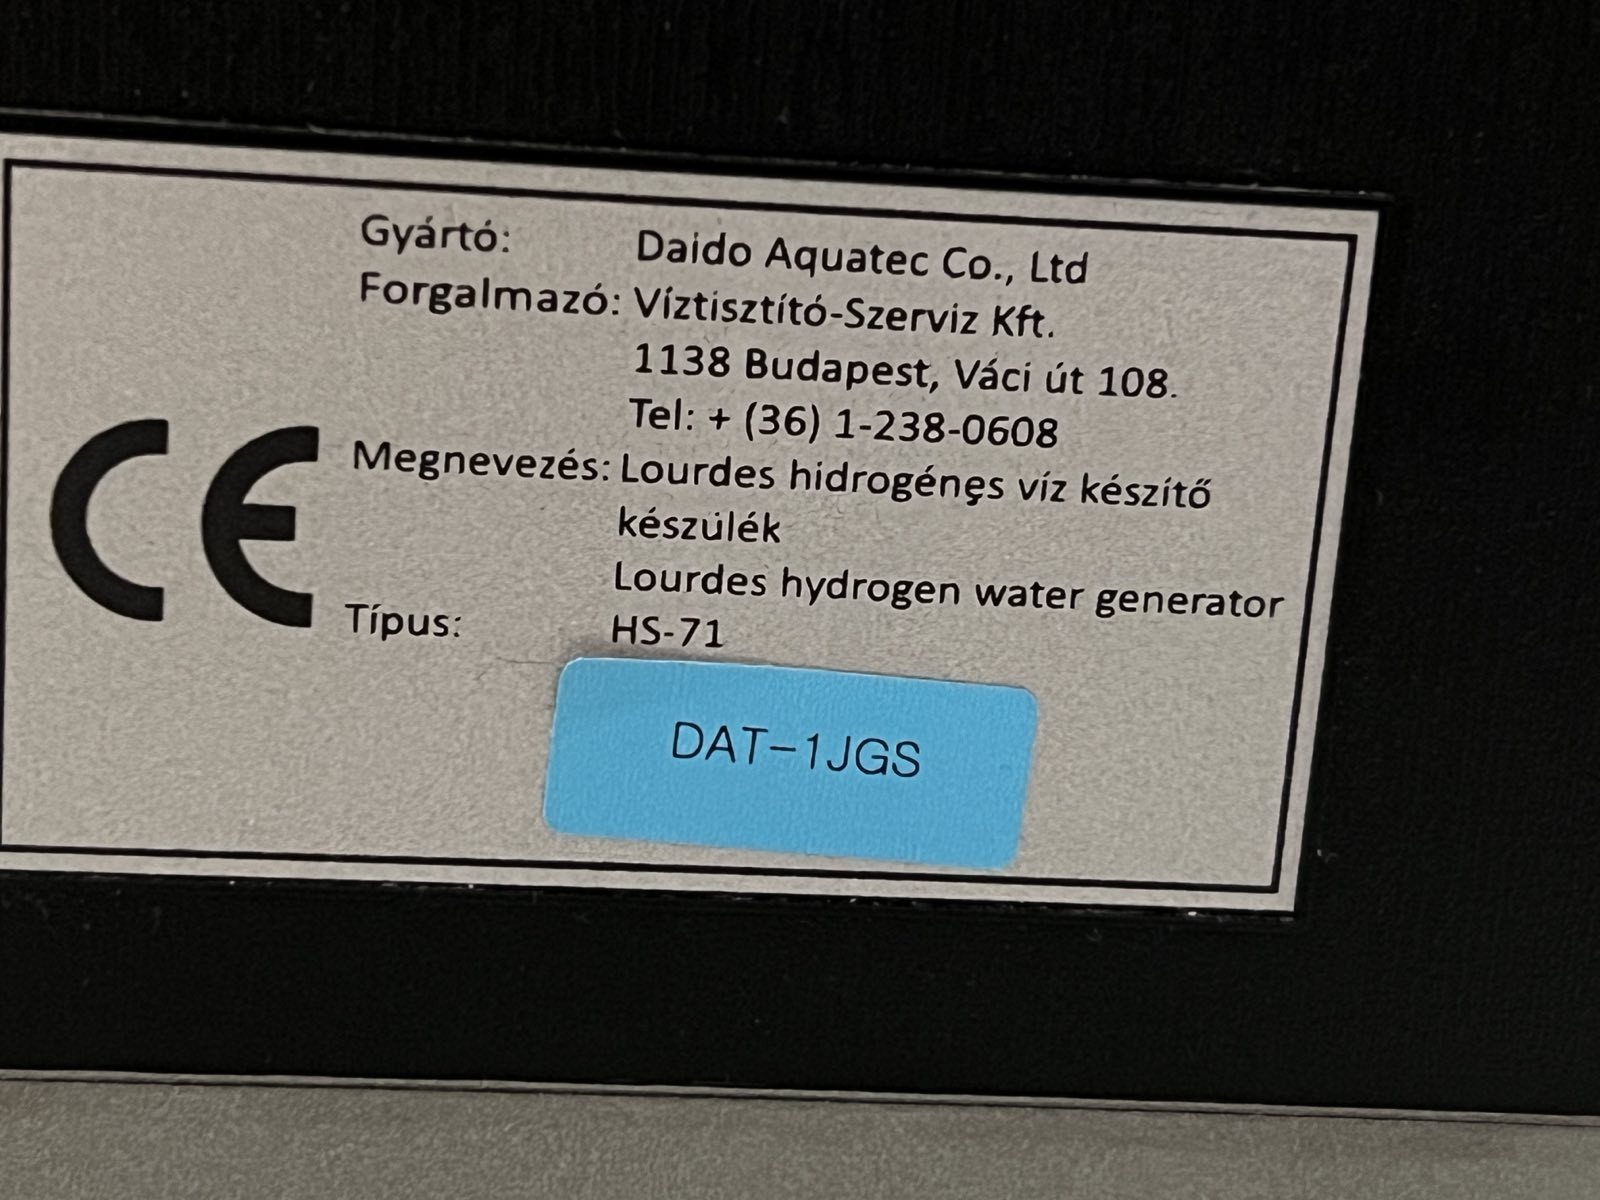 Gyártó: Daido Aquatec Co., Ltd
Forgalmazó: Víztisztító-Szerviz Kft.
1138 Budapest, Váci út 108.
Tel: + (36) 1-238-0608
Megnevezés: Lourdes hidrogénęs víz készítő
készülék
Lourdes hydrogen water generator
Típus: HS-71
CE
DAT-1JGS